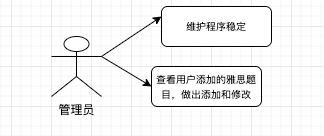 维护程序稳定
查看用户添加的雅思题
目，做出添加和修改
管理员